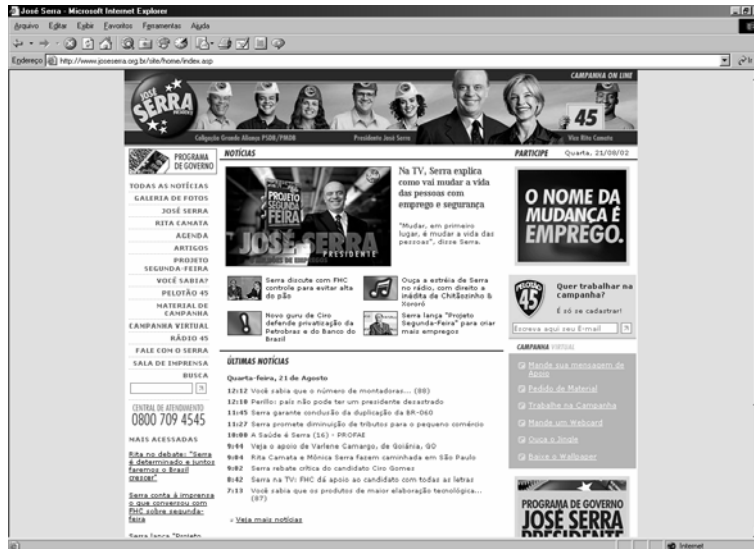 José Serra - Microsoft Internet Explorer
Arquivo Editar Exibir Favoritos Ferramentas Ajuda
Endereço http://www.joseserra.org.br/site/home/index.asp Ir
CAMPANHA ON LINE
JOSÉ
SERRA
PRESIDENTE
45
Coligação Grande Aliança PSDB/PMDB Presidente José Serra Vice Rita Camata
PROGRAMA
DE GOVERNO
TODAS AS NOTÍCIAS
GALERIA DE FOTOS
JOSÉ SERRA
RITA CAMATA
AGENDA
ARTIGOS
PROJETO
SEGUNDA-FEIRA
VOCÊ SABIA?
PELOTÃO 45
MATERIAL DE
CAMPANHA
CAMPANHA VIRTUAL
RÁDIO 45
FALE COM O SERRA
SALA DE IMPRENSA
BUSCA
CENTRAL DE ATENDIMENTO
0800 709 4545
MAIS ACESSADAS
Rita no debate: "Serra
é determinado e juntos
faremos o Brasil
crescer"
Serra conta à imprensa
o que conversou com
FHC sobre segunda-
feira
Serra lança "Projeto
NOTÍCIAS
PROJETO
SEGUNDA
FEIRA
JOSÉ SERRA
PRESIDENTE
Na TV, Serra explica
como vai mudar a vida
das pessoas com
emprego e segurança
"Mudar, em primeiro
lugar, é mudar a vida das
pessoas", disse Serra.
Serra discute com FHC
controle para evitar alta
do pão
Ouça a estréia de Serra
no rádio, com direito a
inédita de Chitãozinho &
Xororó
Novo guru de Ciro
defende privatização da
Petrobras e do Banco do
Brasil
Serra lança "Projeto
Segunda-Feira" para criar
mais empregos
ÚLTIMAS NOTÍCIAS
Quarta-feira, 21 de Agosto
12:12 Você sabia que o número de montadoras... (88)
12:10 Perillo: país não pode ter um presidente desastrado
11:45 Serra garante conclusão da duplicação da BR-060
11:27 Serra promete diminuição de tributos para o pequeno comércio
10:00 A Saúde é Serra (16) - PROFAE
9:44 Veja o apoio de Varlene Camargo, de Goiânia, GO
9:04 Rita Camata e Mônica Serra fazem caminhada em São Paulo
9:02 Serra rebate crítica do candidato Ciro Gomes
8:42 Serra na TV: FHC dá apoio ao candidato com todas as letras
7:13 Você sabia que os produtos de maior elaboração tecnológica...
(87)
» Veja mais notícias
PARTICIPE Quarta, 21/08/02
O NOME DA
MUDANÇA É
EMPREGO.
PELOTÃO
45
Quer trabalhar na
campanha?
É só se cadastrar!
Escreva aqui seu E-mail
CAMPANHA VIRTUAL
Mande sua mensagem de
Apoio
Pedido de Material
Trabalhe na Campanha
Mande um Webcard
Ouça o Jingle
Baixe o Wallpaper
PROGRAMA DE GOVERNO
JOSÉ SERRA
PRESIDENTE
Internet